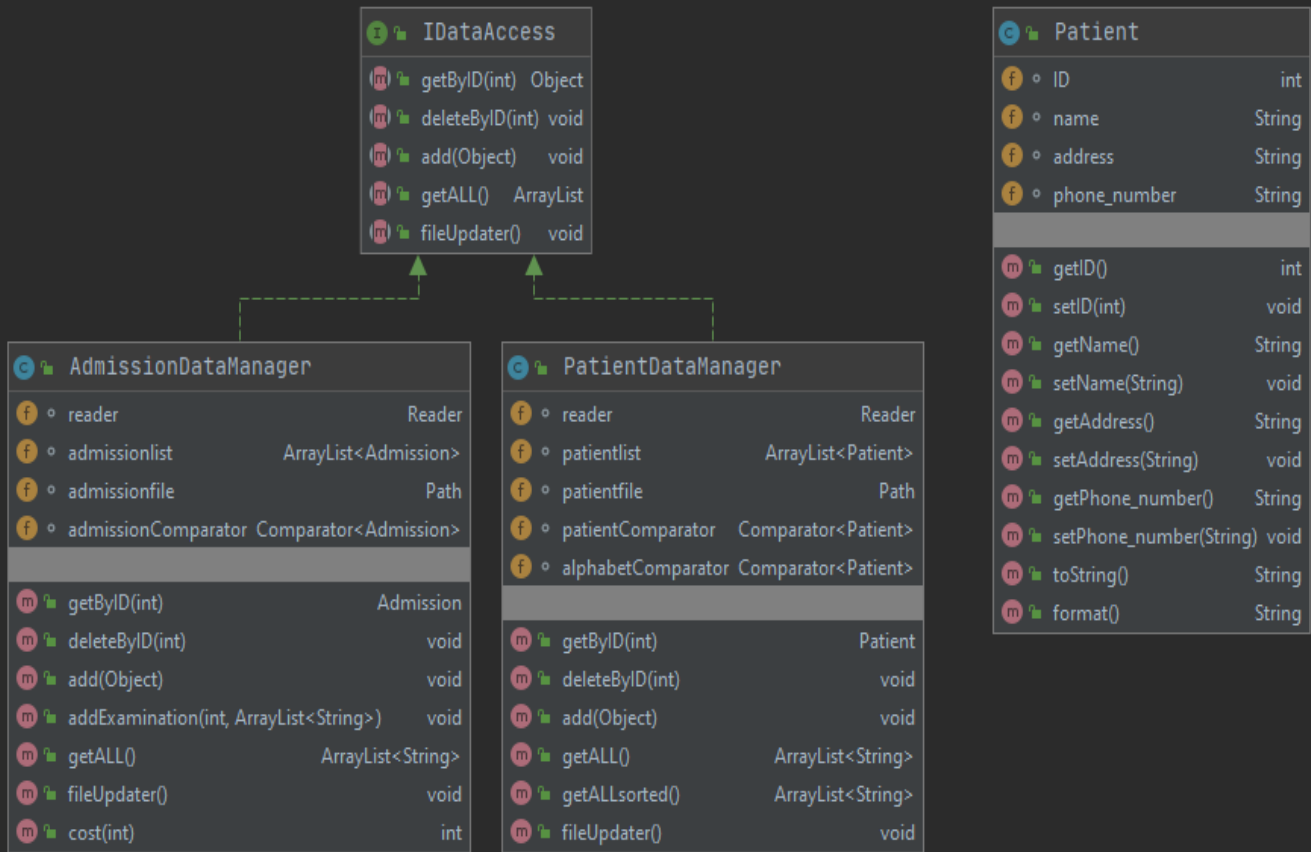 IDataAccess
getByID(int) Object
deleteByID(int) void
add(Object) void
getALL() ArrayList
fileUpdater() void
Patient
ID int
name String
address String
phone_number String
getID() int
setID(int) void
getName() String
setName(String) void
getAddress() String
setAddress(String) void
getPhone_number() String
setPhone_number(String) void
toString() String
format() String
AdmissionDataManager
reader Reader
admissionlist ArrayList<Admission>
admissionfile Path
admissionComparator Comparator<Admission>
getByID(int) Admission
deleteByID(int) void
add(Object) void
addExamination(int, ArrayList<String>) void
getALL() ArrayList<String>
fileUpdater() void
cost(int) int
PatientDataManager
reader Reader
patientlist ArrayList<Patient>
patientfile Path
patientComparator Comparator<Patient>
alphabetComparator Comparator<Patient>
getByID(int) Patient
deleteByID(int) void
add(Object) void
getALL() ArrayList<String>
getALLsorted() ArrayList<String>
fileUpdater() void